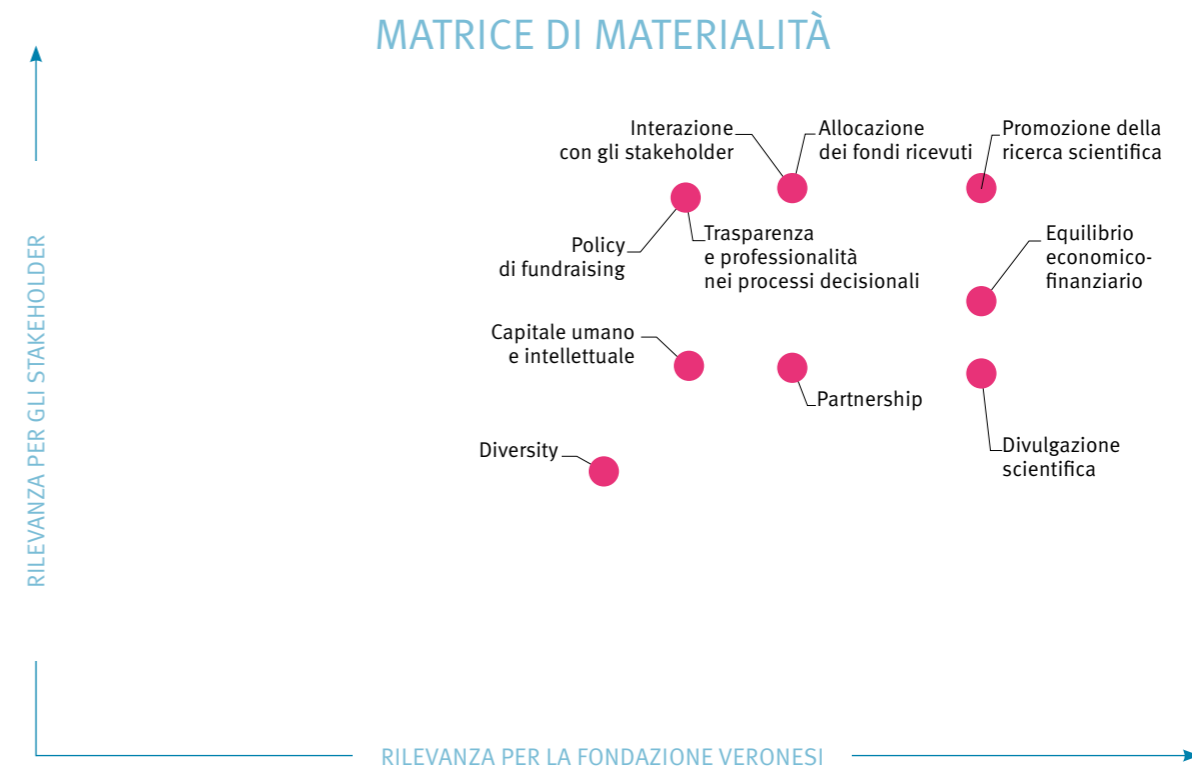 MATRICE DI MATERIALITÀ
RILEVANZA PER GLI STAKEHOLDER
Interazione
con gli stakeholder
Allocazione
dei fondi ricevuti
Promozione della
ricerca scientifica
Policy
di fundraising
Trasparenza
e professionalità
nei processi decisionali
Equilibrio
economico-
finanziario
Capitale umano
e intellettuale
Partnership
Diversity
Divulgazione
scientifica
RILEVANZA PER LA FONDAZIONE VERONESI